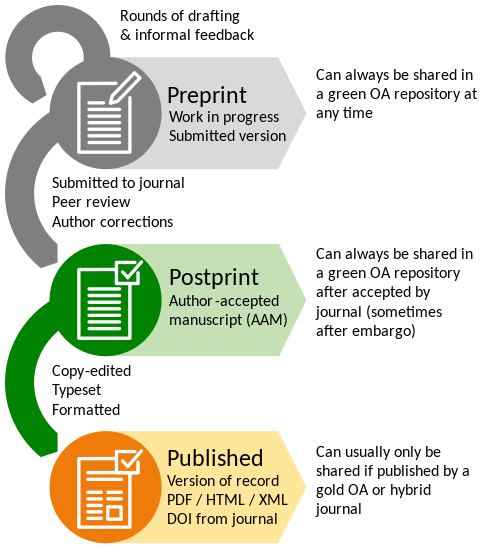 Rounds of drafting
& informal feedback
Preprint
Work in progress
Submitted version
Can always be shared in
a green OA repository at
any time
Submitted to journal
Peer review
Author corrections
Postprint
Author-accepted
manuscript (AAM)
Can always be shared in
a green OA repository
after accepted by
journal (sometimes
after embargo)
Copy-edited
Typeset
Formatted
Published
Version of record
PDF / HTML / XML
DOI from journal
Can usually only be
shared if published by a
gold OA or hybrid
journal